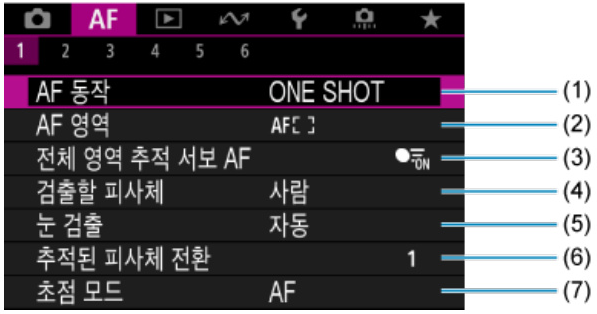 AF
1 2 3 4 5 6
AF 동작 ONE SHOT (1)
AF 영역 AF[ ] (2)
전체 영역 추적 서보 AF ON (3)
검출할 피사체 사람 (4)
눈 검출 자동 (5)
추적된 피사체 전환 1 (6)
초점 모드 AF (7)